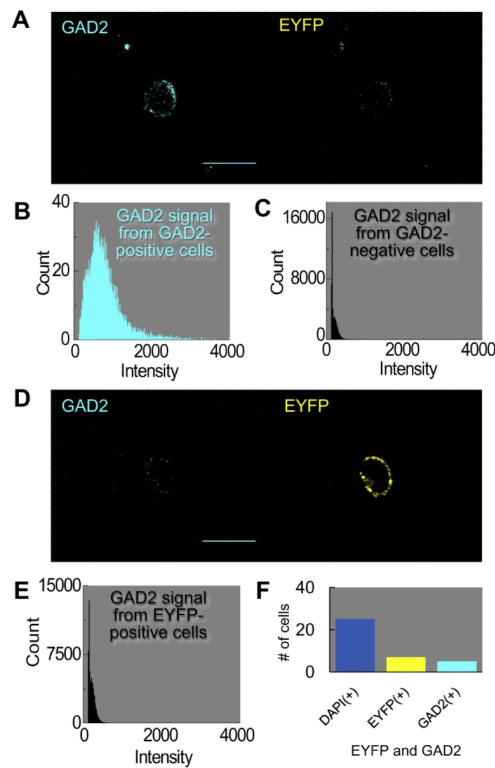 A
GAD2 EYFP
B
40
20
0
Count
GAD2 signal
from GAD2-
positive cells
0 2000 4000
Intensity
C
16000
8000
0
Count
GAD2 signal
from GAD2-
negative cells
0 2000 4000
Intensity
D
GAD2 EYFP
E
15000
7500
0
Count
GAD2 signal
from EYFP-
positive cells
0 2000 4000
Intensity
F
40
20
0
# of cells
DAPI(+) EYFP(+) GAD2(+)
EYFP and GAD2